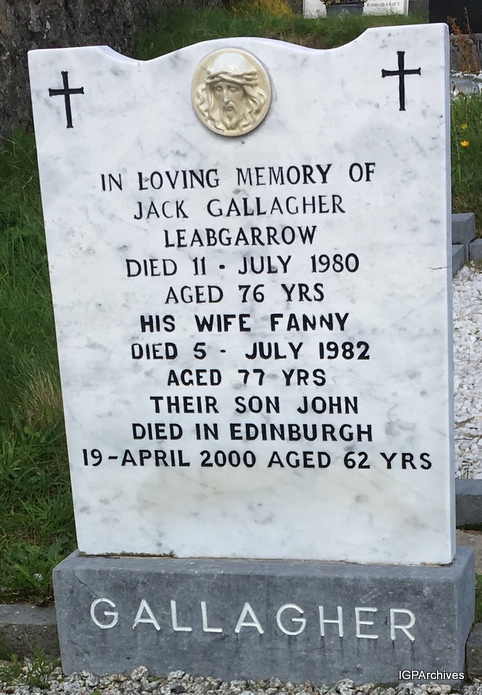 IN LOVING MEMORY OF
JACK GALLAGHER
LEABGARROW
DIED 11 · JULY 1980
AGED 76 YRS
HIS WIFE FANNY
DIED 5 · JULY 1982
AGED 77 YRS
THEIR SON JOHN
DIED IN EDINBURGH
19-APRIL 2000 AGED 62 YRS
GALLAGHER
IGPArchives